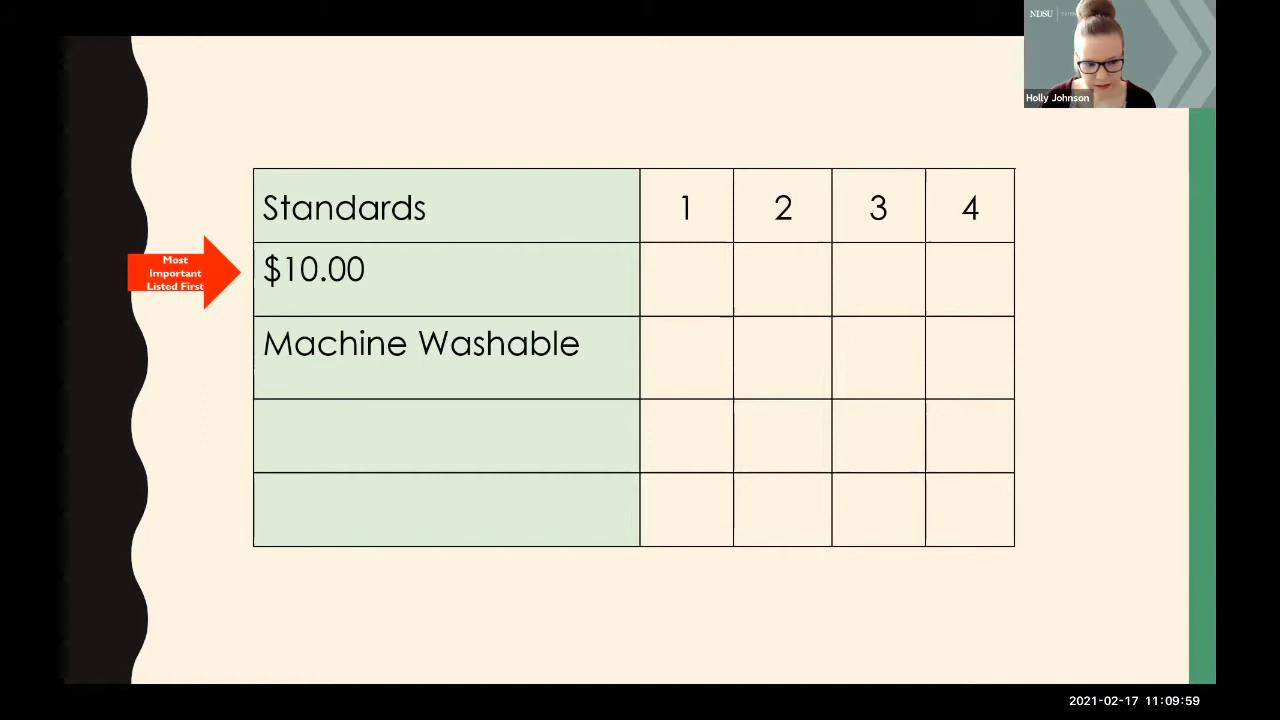 NDSU
Holly Johnson
Standards 1 2 3 4
Most
Important
Listed First
$10.00
Machine Washable
2021-02-17 11:09:59